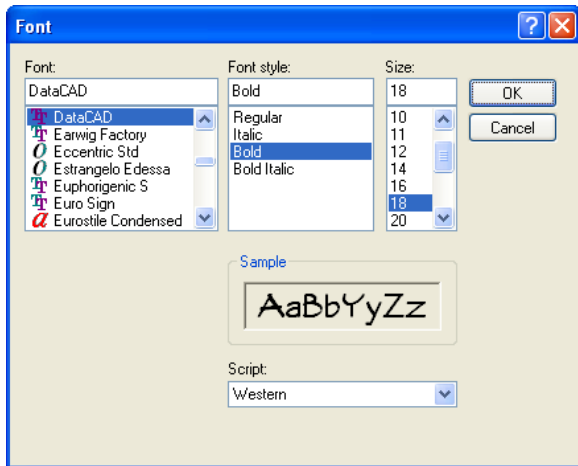 Font
Font:
DataCAD
DataCAD
Earwig Factory
Eccentric Std
Estrangelo Edessa
Euphorigenic S
Euro Sign
Eurostile Condensed
Font style:
Bold
Regular
Italic
Bold
Bold Italic
Size:
18
10
11
12
14
16
18
20
OK
Cancel
Sample
AaBbYyZz
Script:
Western